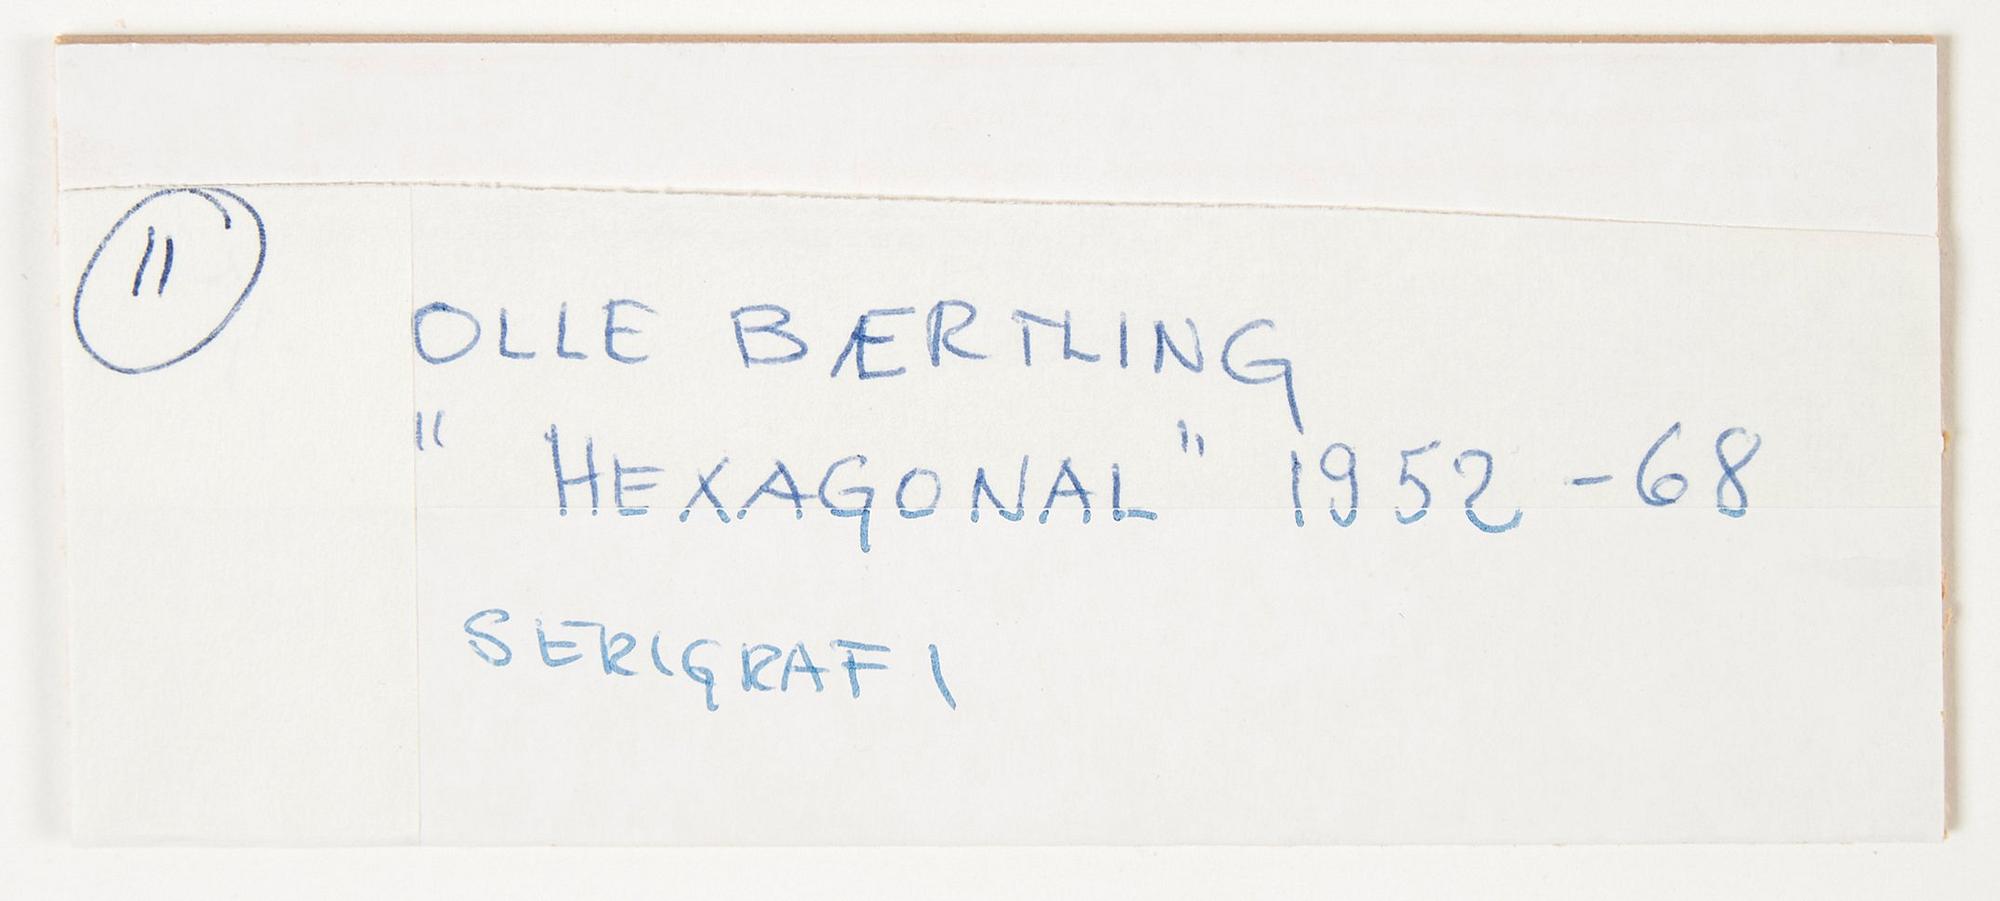 11
OLLE BÆRTLING
" HEXAGONAL " 1952 -68
SERIGRAFI